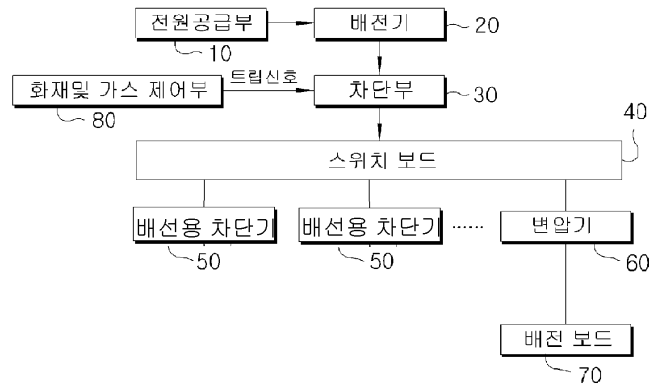 전원공급부
배전기
20
10
트립신호
화재및 가스 제어부
차단부
30
80
40
스위치 보드
배선용 차단기
배선용 차단기
......
변압기
50
50
60
배전 보드
70